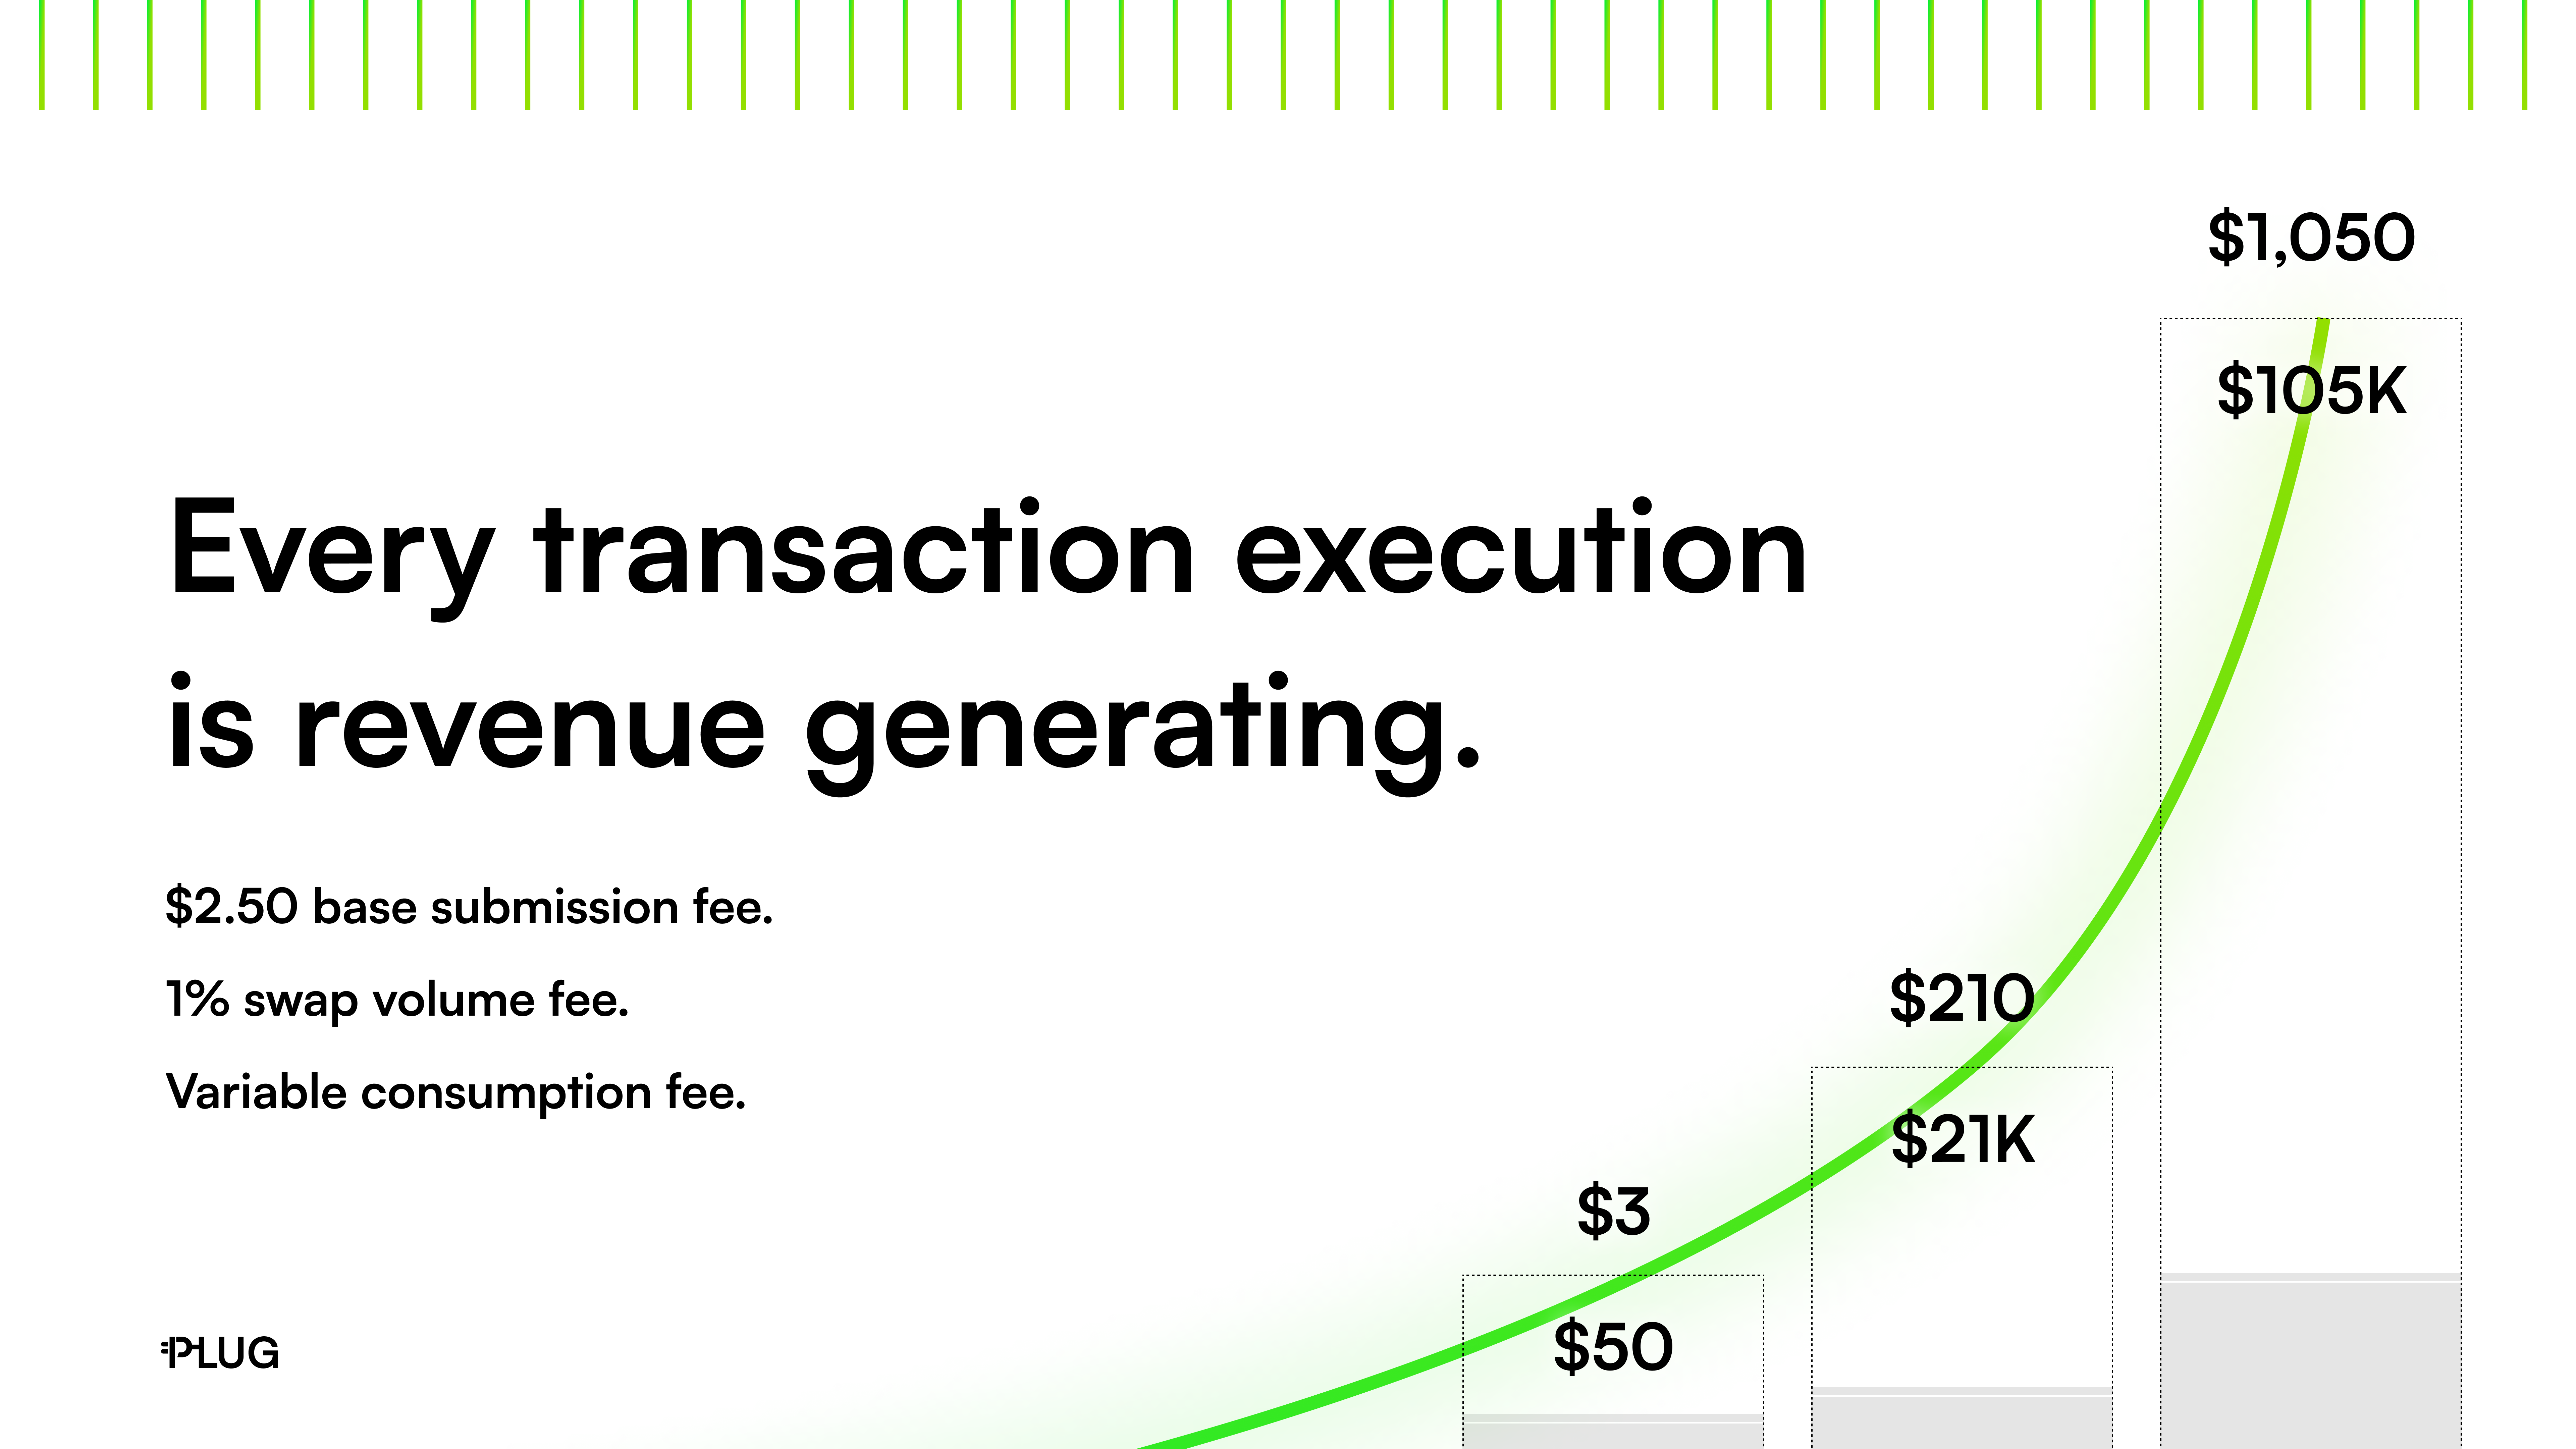 Every transaction execution
is revenue generating.
$2.50 base submission fee.
1% swap volume fee.
Variable consumption fee.
PLUG
$3
$50
$210
$21K
$1,050
$105K